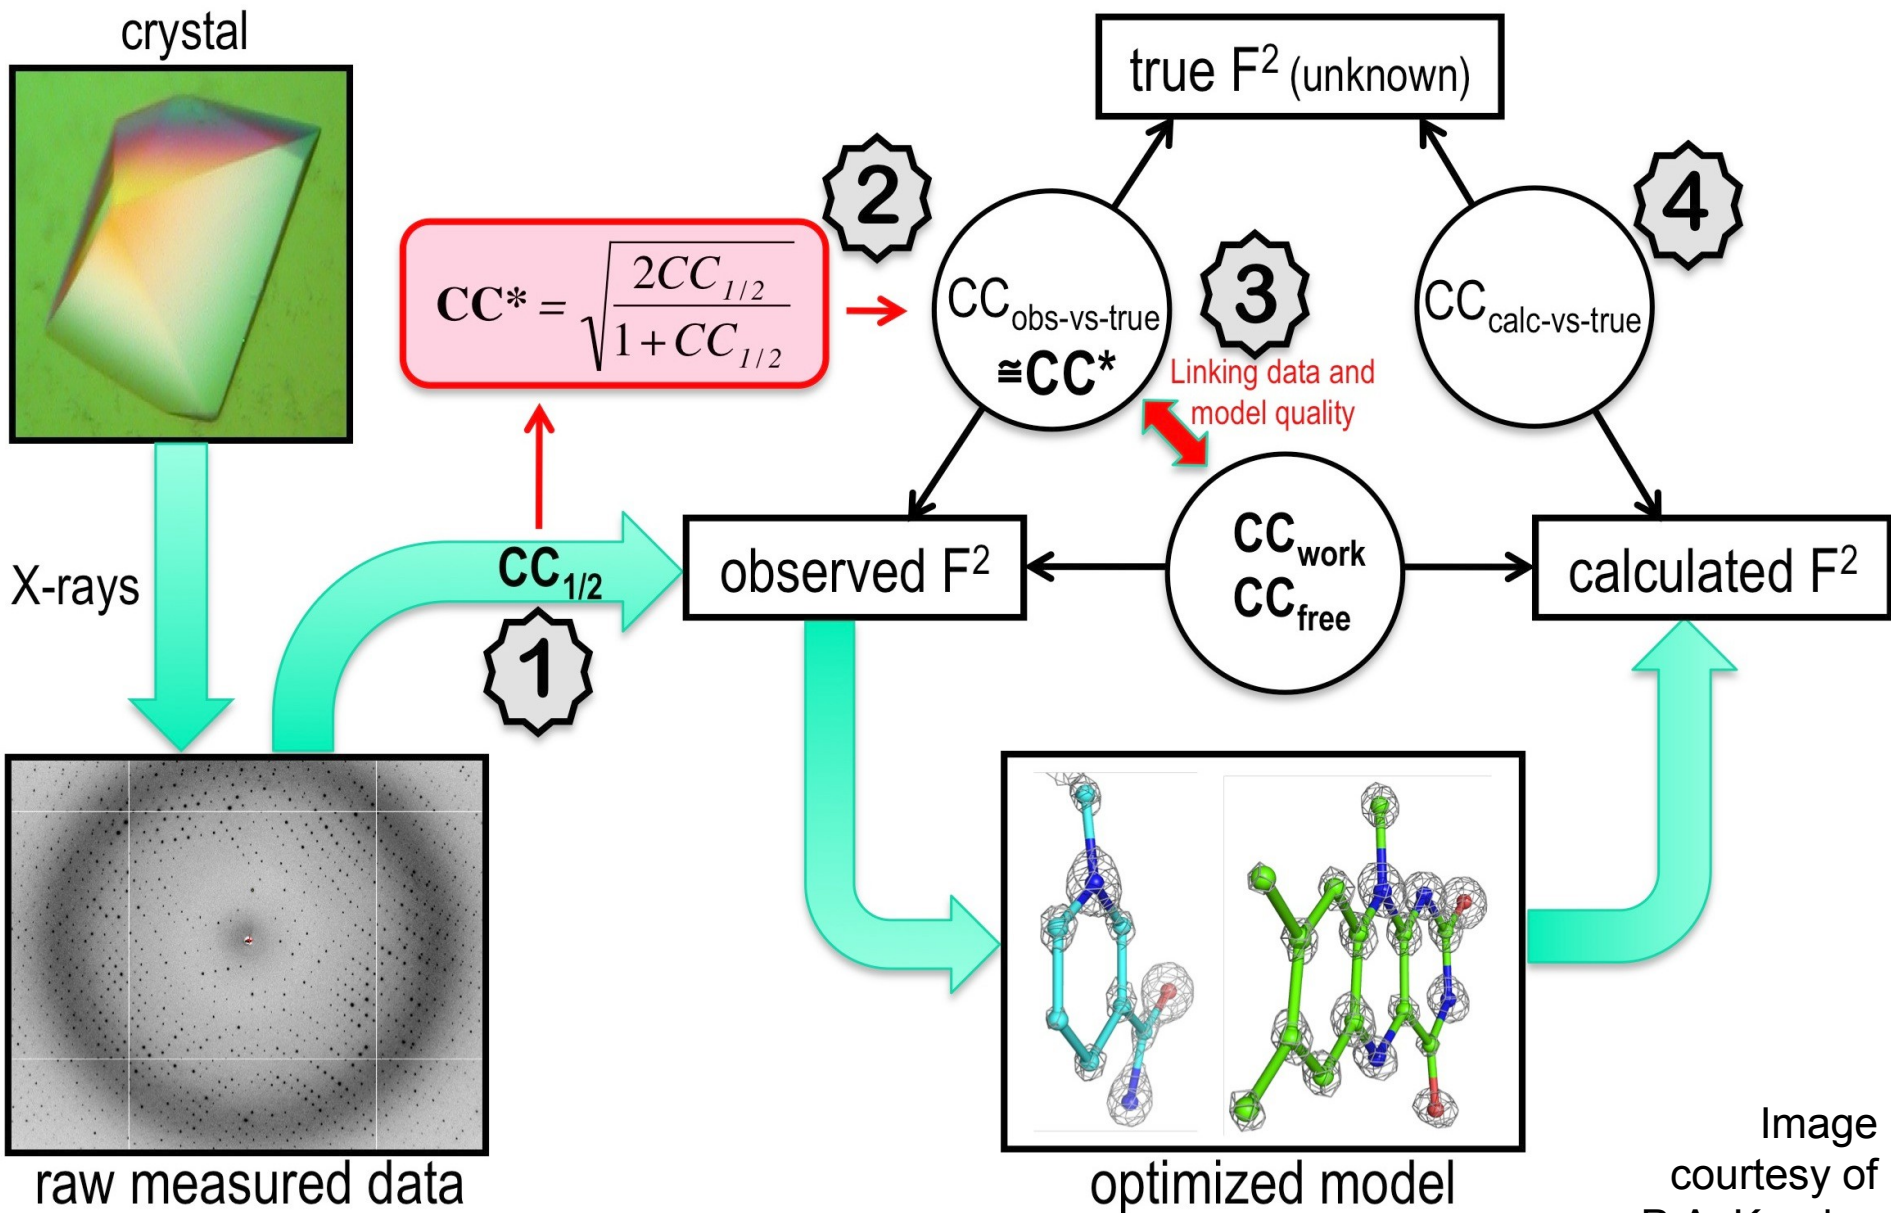 crystal
true F² (unknown)
2
4
CC* = √(2CC1/2 / 1+CC1/2)
3
CCobs-vs-true
≅CC*
CCcalc-vs-true
Linking data and
model quality
X-rays
CC1/2
1
observed F²
CCwork
CCfree
calculated F²
raw measured data
optimized model
Image
courtesy of